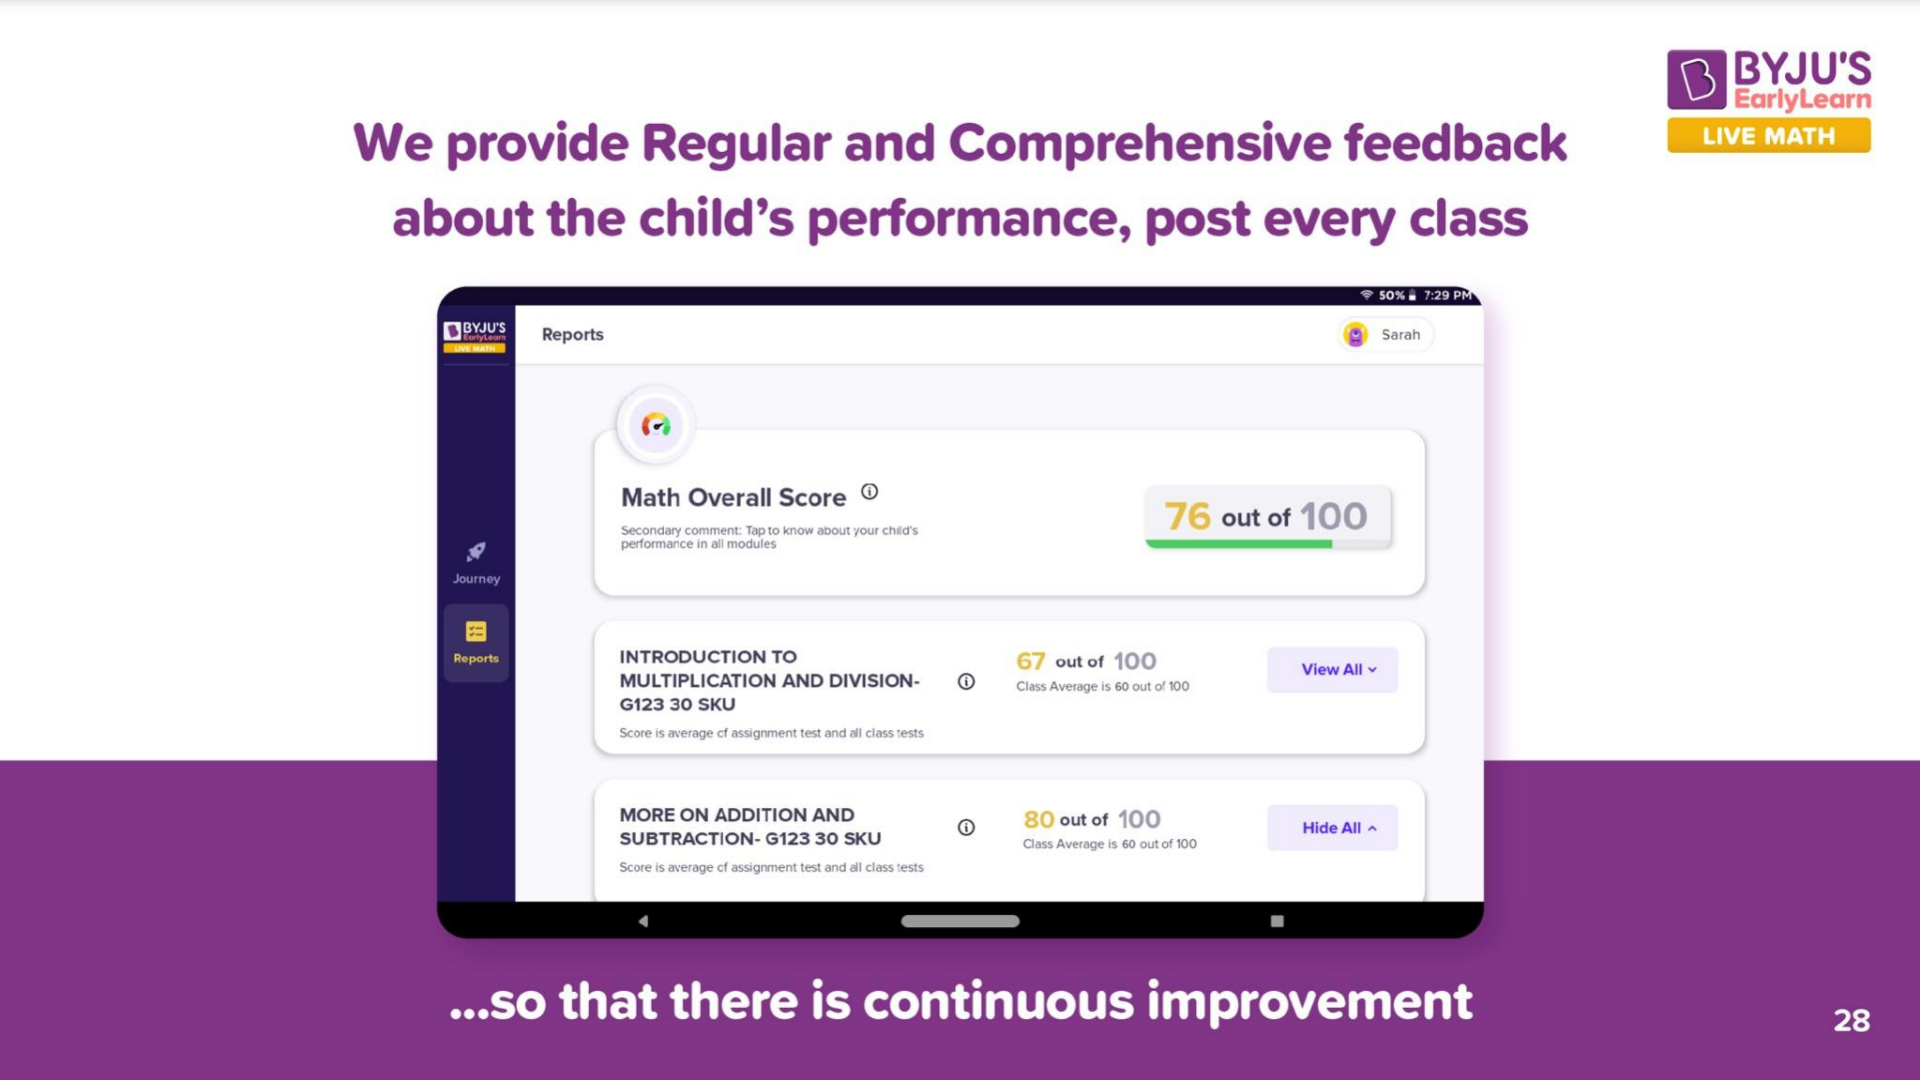 BYJU'S
EarlyLearn
LIVE MATH
We provide Regular and Comprehensive feedback
about the child's performance, post every class
50% 7:29 PM
BYJU'S
EarlyLearn
LIVE MATH
Reports
Sarah
Math Overall Score
Secondary comment: Tap to know about your child's
performance in all modules
76 out of 100
Journey
Reports
INTRODUCTION TO
MULTIPLICATION AND DIVISION-
G123 30 SKU
Score is average of assignment test and all class tests
67 out of 100
Class Average is 60 out of 100
View All
MORE ON ADDITION AND
SUBTRACTION- G123 30 SKU
Score is average of assignment test and all class tests
80 out of 100
Class Average is 60 out of 100
Hide All
...so that there is continuous improvement
28